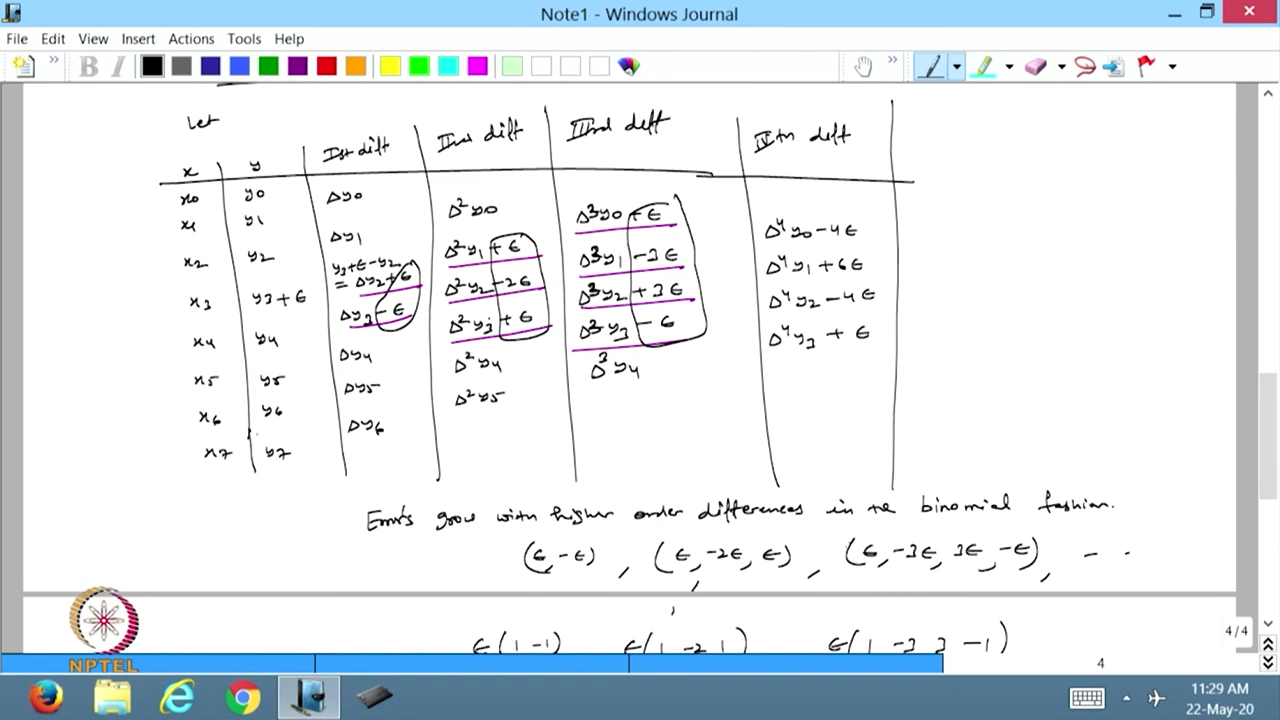 Note1 - Windows Journal
File Edit View Insert Actions Tools Help
Let
x y Ist diff IInd diff IIIrd diff IVth diff
x0 y0 Δy0 Δ²y0 Δ³y0 + ϵ Δ⁴y0 - 4ϵ
x1 y1 Δy1 Δ²y1 + ϵ Δ³y1 - 3ϵ Δ⁴y1 + 6ϵ
x2 y2 y3+ϵ-y2 = Δy2+ϵ Δ²y2 - 2ϵ Δ³y2 + 3ϵ Δ⁴y2 - 4ϵ
x3 y3 + ϵ Δy3 - ϵ Δ²y3 + ϵ Δ³y3 - ϵ Δ⁴y3 + ϵ
x4 y4 Δy4 Δ²y4 Δ³y4
x5 y5 Δy5 Δ²y5
x6 y6 Δy6
x7 y7
Errors grow with higher order differences in the binomial fashion.
(ϵ, -ϵ) , (ϵ, -2ϵ, ϵ) , (ϵ, -3ϵ, 3ϵ, -ϵ) , - -
ϵ(1 -1) ϵ(1 -2 1) ϵ(1 -3 3 -1)
4/4
NPTEL
4
11:29 AM
22-May-20